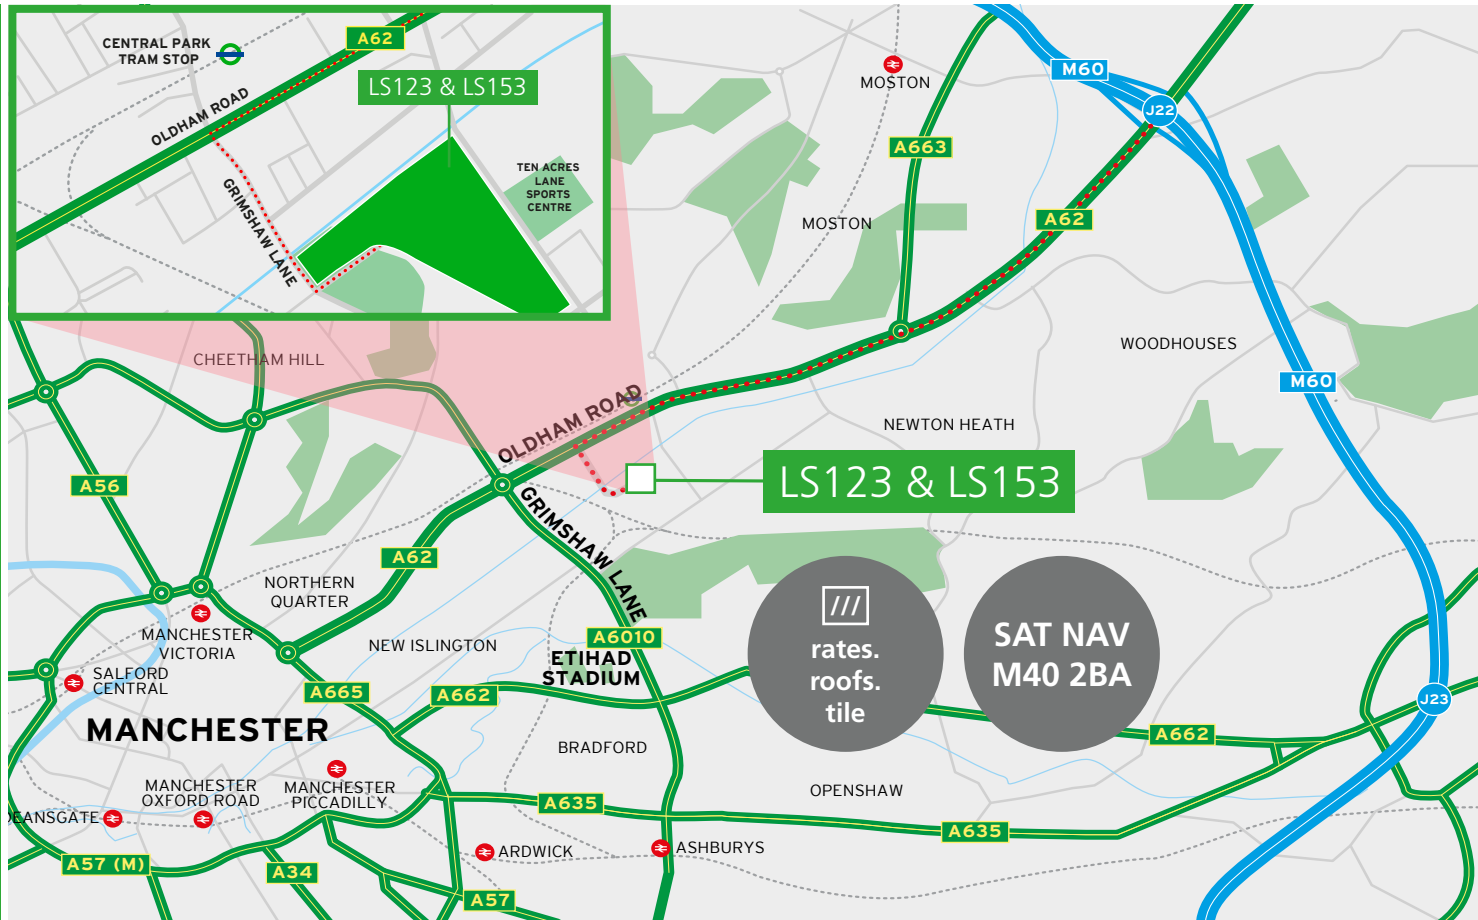 CENTRAL PARK
TRAM STOP
A62
LS123 & LS153
OLDHAM ROAD
GRIMSHAW LANE
TEN ACRES
LANE
SPORTS
CENTRE
M60
J22
MOSTON
A663
A62
MOSTON
WOODHOUSES
M60
CHEETHAM HILL
OLDHAM ROAD
NEWTON HEATH
LS123 & LS153
A56
GRIMSHAW LANE
A62
NORTHERN
QUARTER
MANCHESTER
VICTORIA
NEW ISLINGTON
A6010
ETIHAD
STADIUM
///
rates.
roofs.
tile
SAT NAV
M40 2BA
SALFORD
CENTRAL
A665
A662
J23
MANCHESTER
A662
BRADFORD
MANCHESTER
OXFORD ROAD
MANCHESTER
PICCADILLY
OPENSHAW
DEANSGATE
A635
A635
ARDWICK
ASHBURYS
A57 (M)
A34
A57